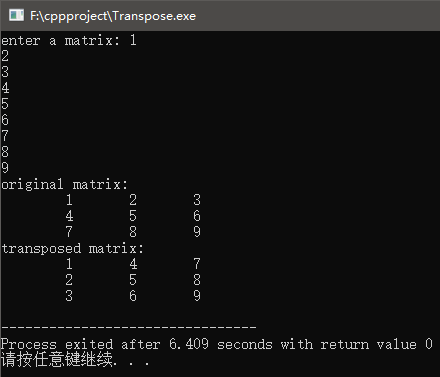 F:\cppproject\Transpose.exe
enter a matrix: 1
2
3
4
5
6
7
8
9
original matrix:
1 2 3
4 5 6
7 8 9
transposed matrix:
1 4 7
2 5 8
3 6 9
--------------------------------
Process exited after 6.409 seconds with return value 0
请按任意键继续. . .